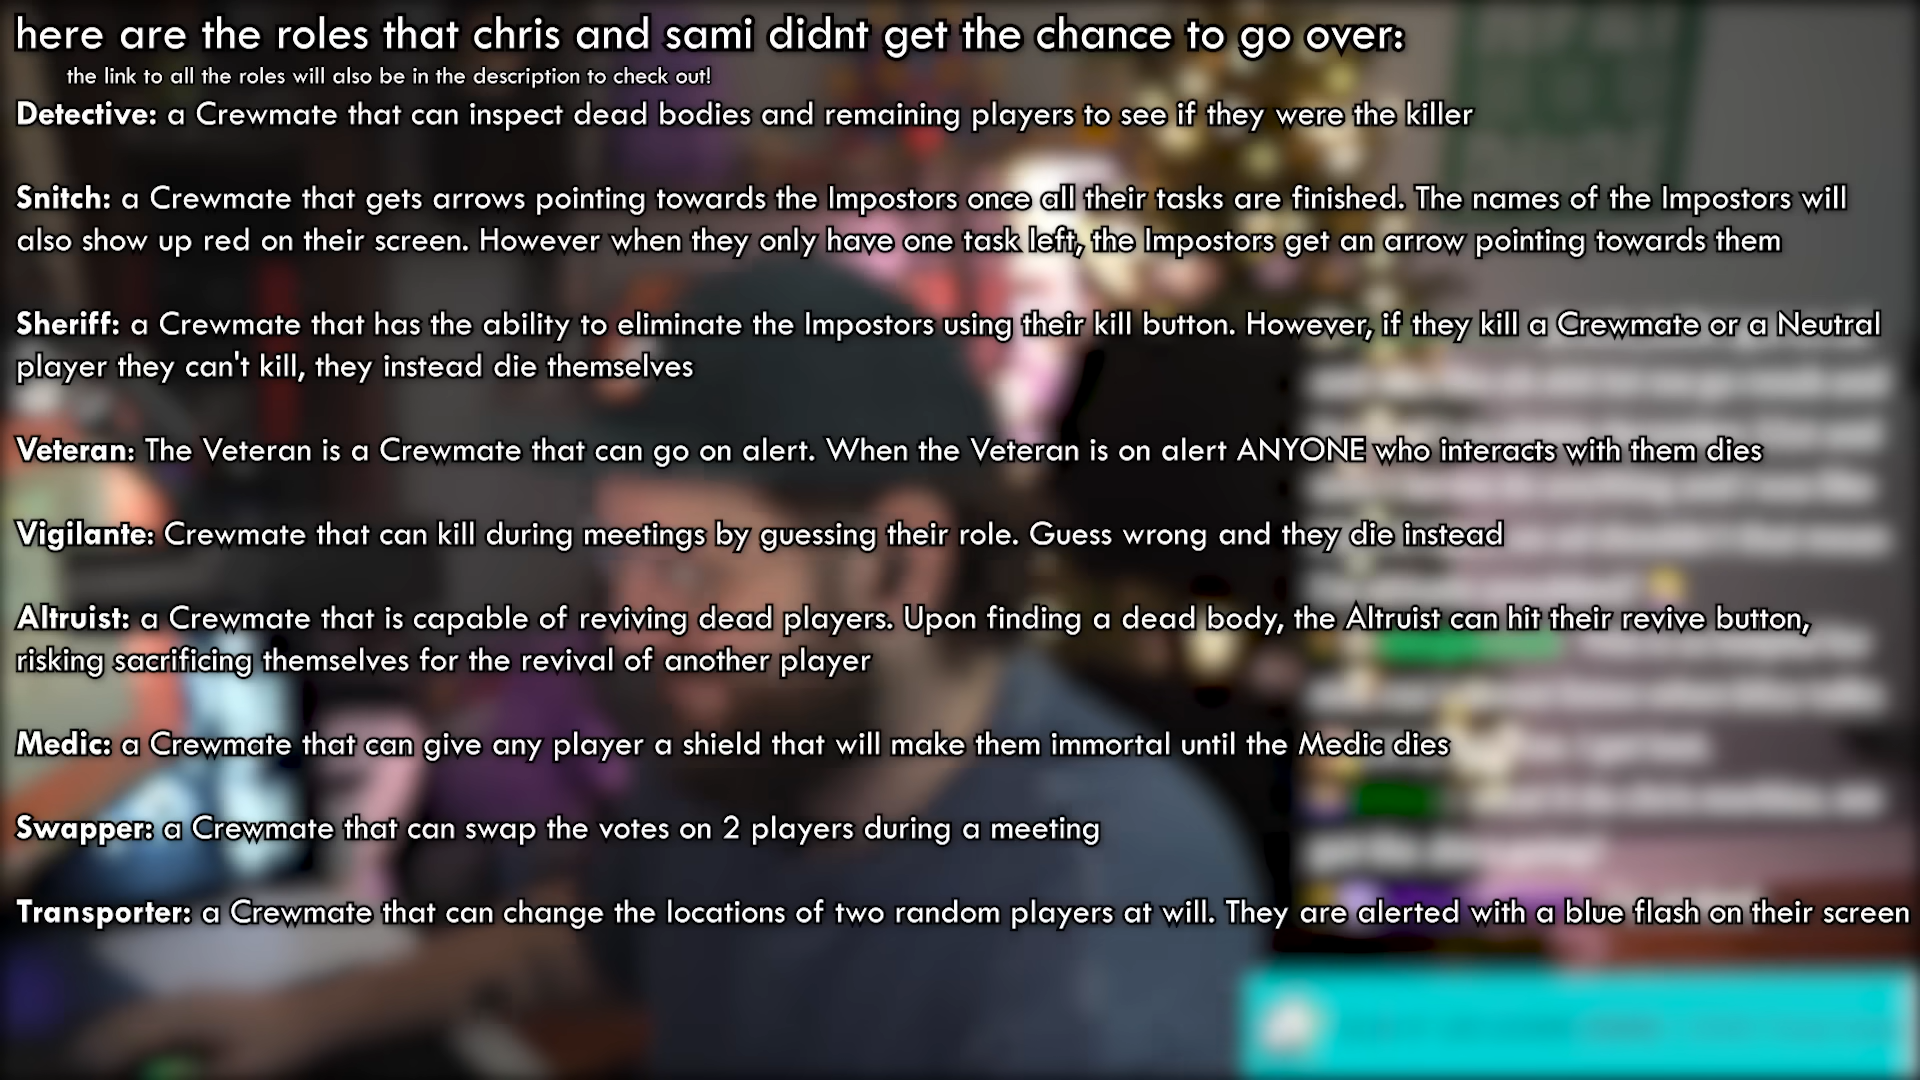 here are the roles that chris and sami didnt get the chance to go over:
the link to all the roles will also be in the description to check out!
Detective: a Crewmate that can inspect dead bodies and remaining players to see if they were the killer
Snitch: a Crewmate that gets arrows pointing towards the Impostors once all their tasks are finished. The names of the Impostors will
also show up red on their screen. However when they only have one task left, the Impostors get an arrow pointing towards them
Sheriff: a Crewmate that has the ability to eliminate the Impostors using their kill button. However, if they kill a Crewmate or a Neutral
player they can't kill, they instead die themselves
Veteran: The Veteran is a Crewmate that can go on alert. When the Veteran is on alert ANYONE who interacts with them dies
Vigilante: Crewmate that can kill during meetings by guessing their role. Guess wrong and they die instead
Altruist: a Crewmate that is capable of reviving dead players. Upon finding a dead body, the Altruist can hit their revive button,
risking sacrificing themselves for the revival of another player
Medic: a Crewmate that can give any player a shield that will make them immortal until the Medic dies
Swapper: a Crewmate that can swap the votes on 2 players during a meeting
Transporter: a Crewmate that can change the locations of two random players at will. They are alerted with a blue flash on their screen